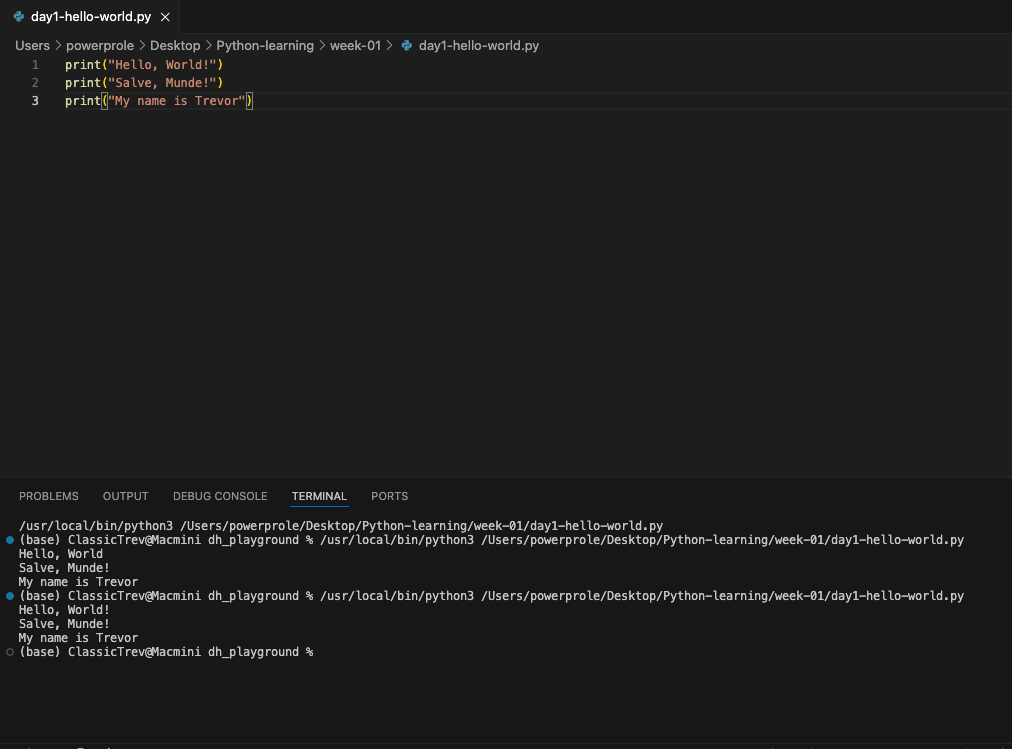 day1-hello-world.py
Users > powerprole > Desktop > Python-learning > week-01 > day1-hello-world.py
1 print("Hello, World!")
2 print("Salve, Munde!")
3 print("My name is Trevor")
PROBLEMS OUTPUT DEBUG CONSOLE TERMINAL PORTS
/usr/local/bin/python3 /Users/powerprole/Desktop/Python-learning/week-01/day1-hello-world.py
(base) ClassicTrev@Macmini dh_playground % /usr/local/bin/python3 /Users/powerprole/Desktop/Python-learning/week-01/day1-hello-world.py
Hello, World
Salve, Munde!
My name is Trevor
(base) ClassicTrev@Macmini dh_playground % /usr/local/bin/python3 /Users/powerprole/Desktop/Python-learning/week-01/day1-hello-world.py
Hello, World!
Salve, Munde!
My name is Trevor
(base) ClassicTrev@Macmini dh_playground %